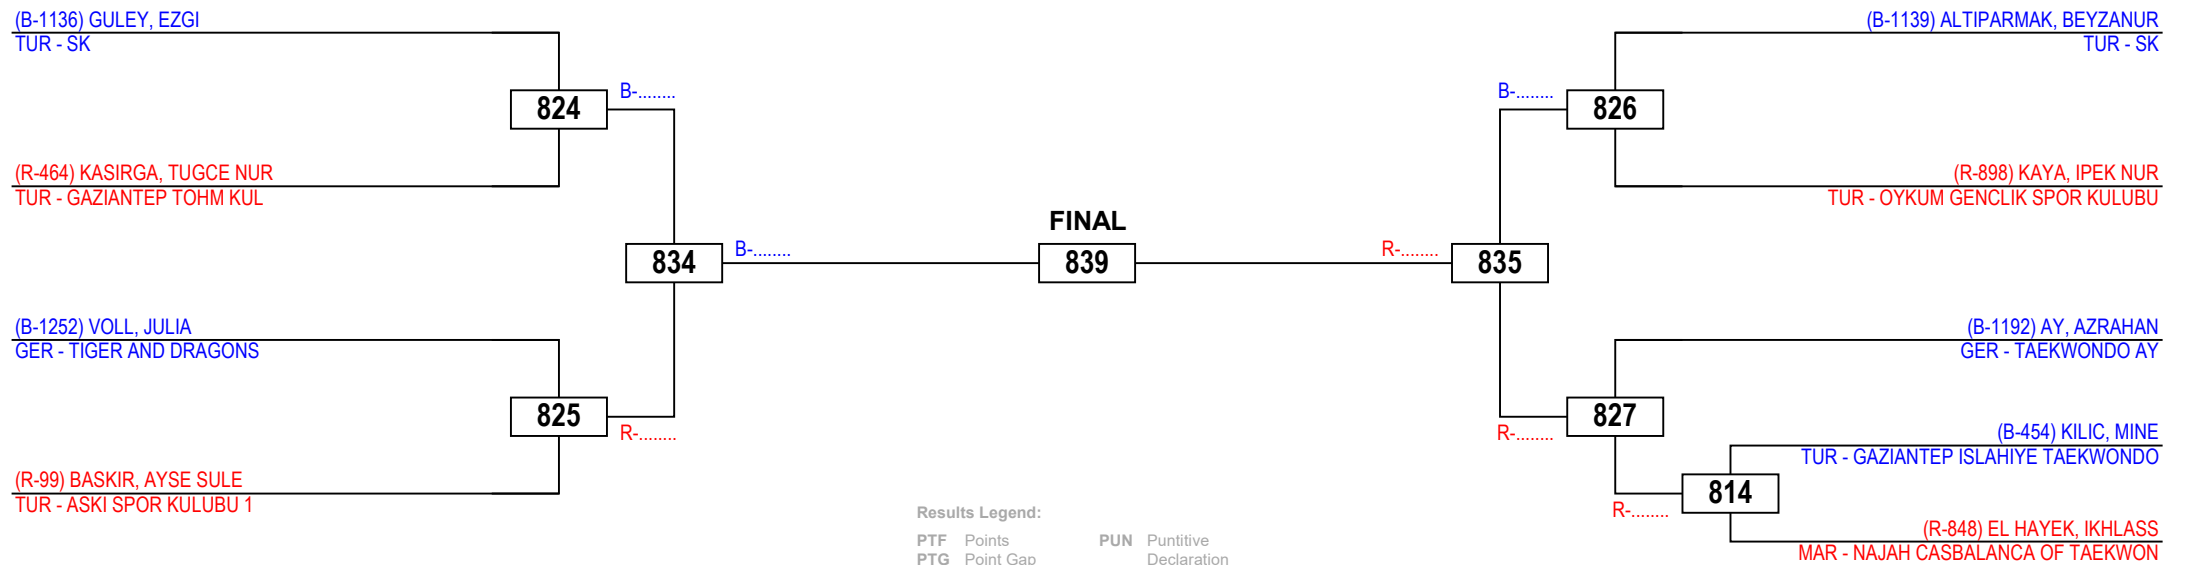 (B-1136) GULEY, EZGI
TUR - SK
824
B-........
(R-464) KASIRGA, TUGCE NUR
TUR - GAZIANTEP TOHM KUL
834
B-........
(B-1252) VOLL, JULIA
GER - TIGER AND DRAGONS
825
R-........
(R-99) BASKIR, AYSE SULE
TUR - ASKI SPOR KULUBU 1
FINAL
839
(B-1139) ALTIPARMAK, BEYZANUR
TUR - SK
B-........
826
(R-898) KAYA, IPEK NUR
TUR - OYKUM GENCLIK SPOR KULUBU
R-........
835
(B-1192) AY, AZRAHAN
GER - TAEKWONDO AY
R-........
827
(B-454) KILIC, MINE
TUR - GAZIANTEP ISLAHIYE TAEKWONDO
R-........
814
(R-848) EL HAYEK, IKHLASS
MAR - NAJAH CASBALANCA OF TAEKWON
Results Legend:
PTF Points
PTG Point Gap
PUN Puntitive
Declaration